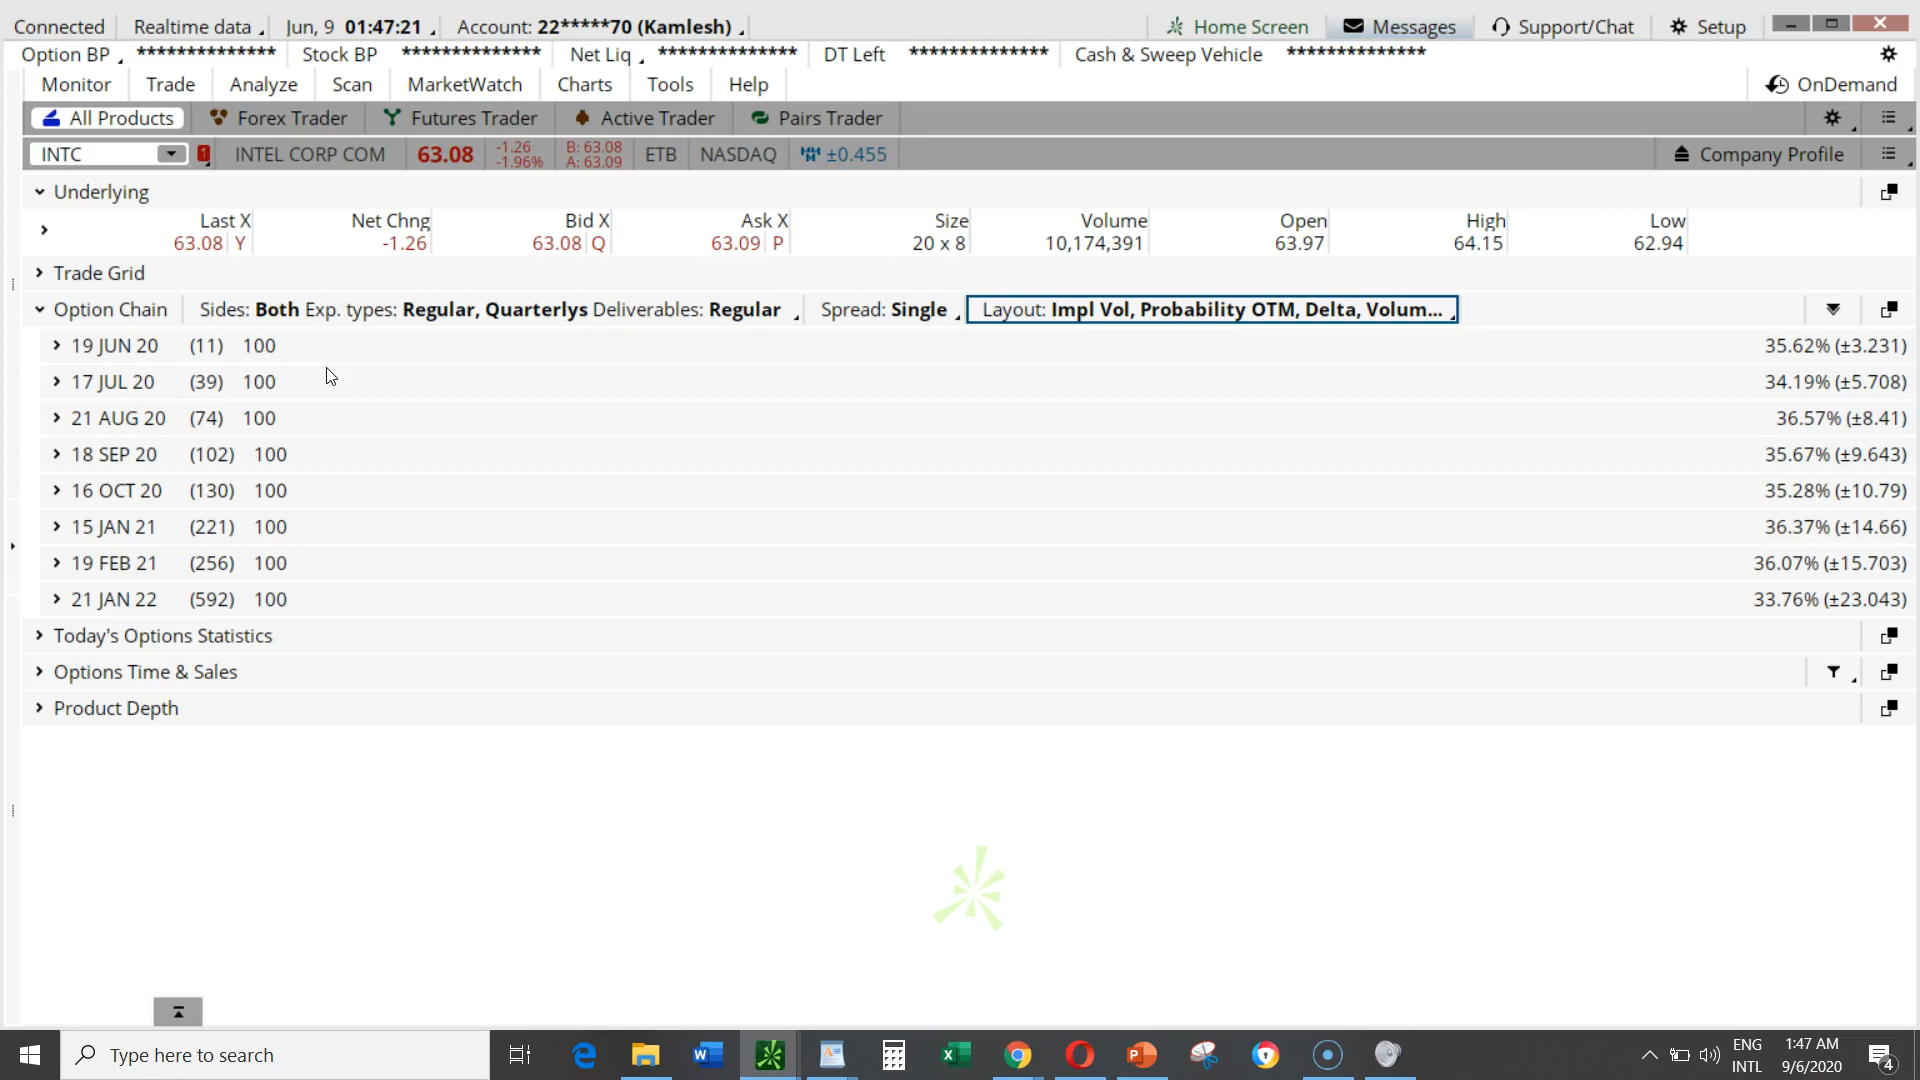 Connected Realtime data Jun, 9 01:47:21 Account: 22*****70 (Kamlesh) Home Screen Messages Support/Chat Setup
Option BP ************** Stock BP ************** Net Liq ************** DT Left ************** Cash & Sweep Vehicle **************
Monitor Trade Analyze Scan MarketWatch Charts Tools Help OnDemand
All Products Forex Trader Futures Trader Active Trader Pairs Trader
INTC 1 INTEL CORP COM 63.08 -1.26 -1.96% B: 63.08 A: 63.09 ETB NASDAQ ±0.455 Company Profile
Underlying
Last X Net Chng Bid X Ask X Size Volume Open High Low
63.08 Y -1.26 63.08 Q 63.09 P 20 x 8 10,174,391 63.97 64.15 62.94
Trade Grid
Option Chain Sides: Both Exp. types: Regular, Quarterlys Deliverables: Regular Spread: Single Layout: Impl Vol, Probability OTM, Delta, Volum...
19 JUN 20 (11) 100 35.62% (±3.231)
17 JUL 20 (39) 100 34.19% (±5.708)
21 AUG 20 (74) 100 36.57% (±8.41)
18 SEP 20 (102) 100 35.67% (±9.643)
16 OCT 20 (130) 100 35.28% (±10.79)
15 JAN 21 (221) 100 36.37% (±14.66)
19 FEB 21 (256) 100 36.07% (±15.703)
21 JAN 22 (592) 100 33.76% (±23.043)
Today's Options Statistics
Options Time & Sales
Product Depth
Type here to search ENG INTL 1:47 AM 9/6/2020 4